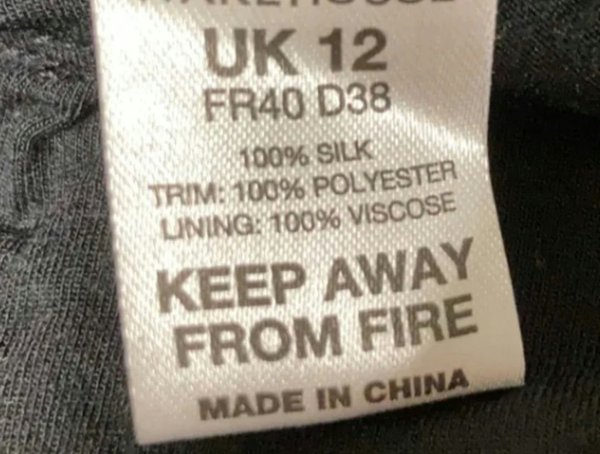 WAREHOUSE
UK 12
FR40 D38
100% SILK
TRIM: 100% POLYESTER
LINING: 100% VISCOSE
KEEP AWAY
FROM FIRE
MADE IN CHINA